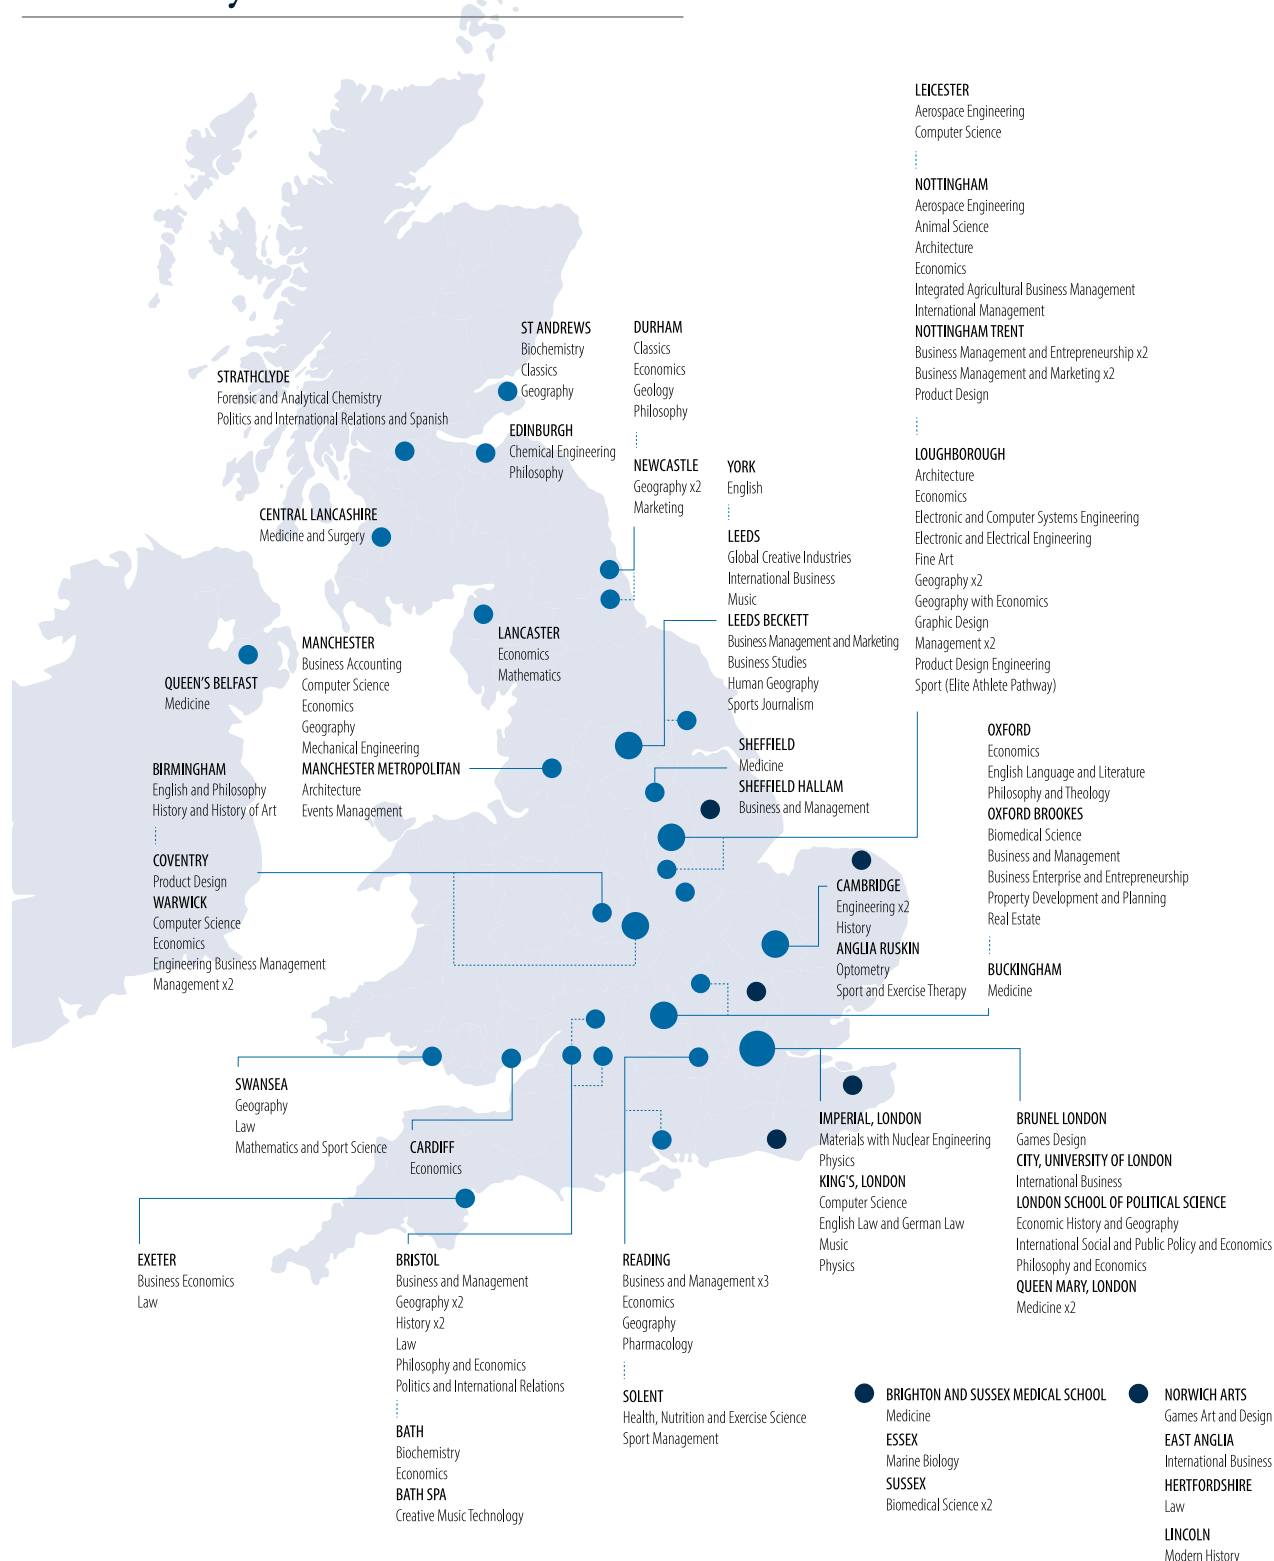 LEICESTER
Aerospace Engineering
Computer Science
NOTTINGHAM
Aerospace Engineering
Animal Science
Architecture
Economics
Integrated Agricultural Business Management
International Management
NOTTINGHAM TRENT
Business Management and Entrepreneurship x2
Business Management and Marketing x2
Product Design
LOUGHBOROUGH
Architecture
Economics
Electronic and Computer Systems Engineering
Electronic and Electrical Engineering
Fine Art
Geography x2
Geography with Economics
Graphic Design
Management x2
Product Design Engineering
Sport (Elite Athlete Pathway)
ST ANDREWS
Biochemistry
Classics
Geography
DURHAM
Classics
Economics
Geology
Philosophy
STRATHCLYDE
Forensic and Analytical Chemistry
Politics and International Relations and Spanish
EDINBURGH
Chemical Engineering
Philosophy
NEWCASTLE
Geography x2
Marketing
YORK
English
CENTRAL LANCASHIRE
Medicine and Surgery
LEEDS
Global Creative Industries
International Business
Music
LEEDS BECKETT
Business Management and Marketing
Business Studies
Human Geography
Sports Journalism
LANCASTER
Economics
Mathematics
MANCHESTER
Business Accounting
Computer Science
Economics
Geography
Mechanical Engineering
MANCHESTER METROPOLITAN
Architecture
Events Management
QUEEN'S BELFAST
Medicine
SHEFFIELD
Medicine
SHEFFIELD HALLAM
Business and Management
OXFORD
Economics
English Language and Literature
Philosophy and Theology
OXFORD BROOKES
Biomedical Science
Business and Management
Business Enterprise and Entrepreneurship
Property Development and Planning
Real Estate
BUCKINGHAM
Medicine
BIRMINGHAM
English and Philosophy
History and History of Art
COVENTRY
Product Design
WARWICK
Computer Science
Economics
Engineering Business Management
Management x2
CAMBRIDGE
Engineering x2
History
ANGLIA RUSKIN
Optometry
Sport and Exercise Therapy
SWANSEA
Geography
Law
Mathematics and Sport Science
CARDIFF
Economics
IMPERIAL, LONDON
Materials with Nuclear Engineering
Physics
KING'S, LONDON
Computer Science
English Law and German Law
Music
Physics
BRUNEL LONDON
Games Design
CITY, UNIVERSITY OF LONDON
International Business
LONDON SCHOOL OF POLITICAL SCIENCE
Economic History and Geography
International Social and Public Policy and Economics
Philosophy and Economics
QUEEN MARY, LONDON
Medicine x2
EXETER
Business Economics
Law
BRISTOL
Business and Management
Geography x2
History x2
Law
Philosophy and Economics
Politics and International Relations
BATH
Biochemistry
Economics
BATH SPA
Creative Music Technology
READING
Business and Management x3
Economics
Geography
Pharmacology
SOLENT
Health, Nutrition and Exercise Science
Sport Management
BRIGHTON AND SUSSEX MEDICAL SCHOOL
Medicine
ESSEX
Marine Biology
SUSSEX
Biomedical Science x2
NORWICH ARTS
Games Art and Design
EAST ANGLIA
International Business
HERTFORDSHIRE
Law
LINCOLN
Modern History